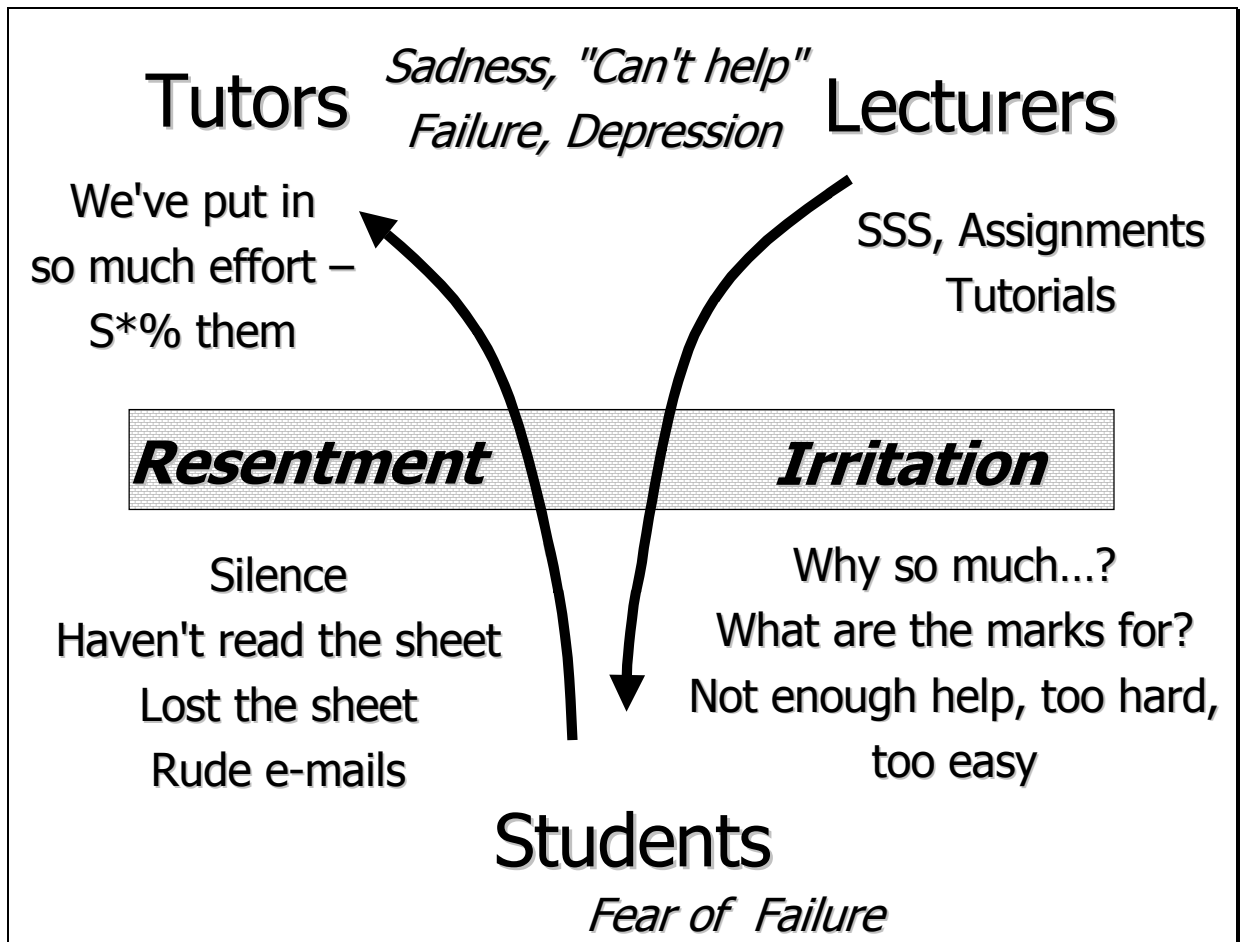 Tutors
Sadness, "Can't help"
Failure, Depression
Lecturers
We've put in
so much effort –
S*% them
SSS, Assignments
Tutorials
Resentment
Irritation
Silence
Haven't read the sheet
Lost the sheet
Rude e-mails
Why so much...?
What are the marks for?
Not enough help, too hard,
too easy
Students
Fear of Failure